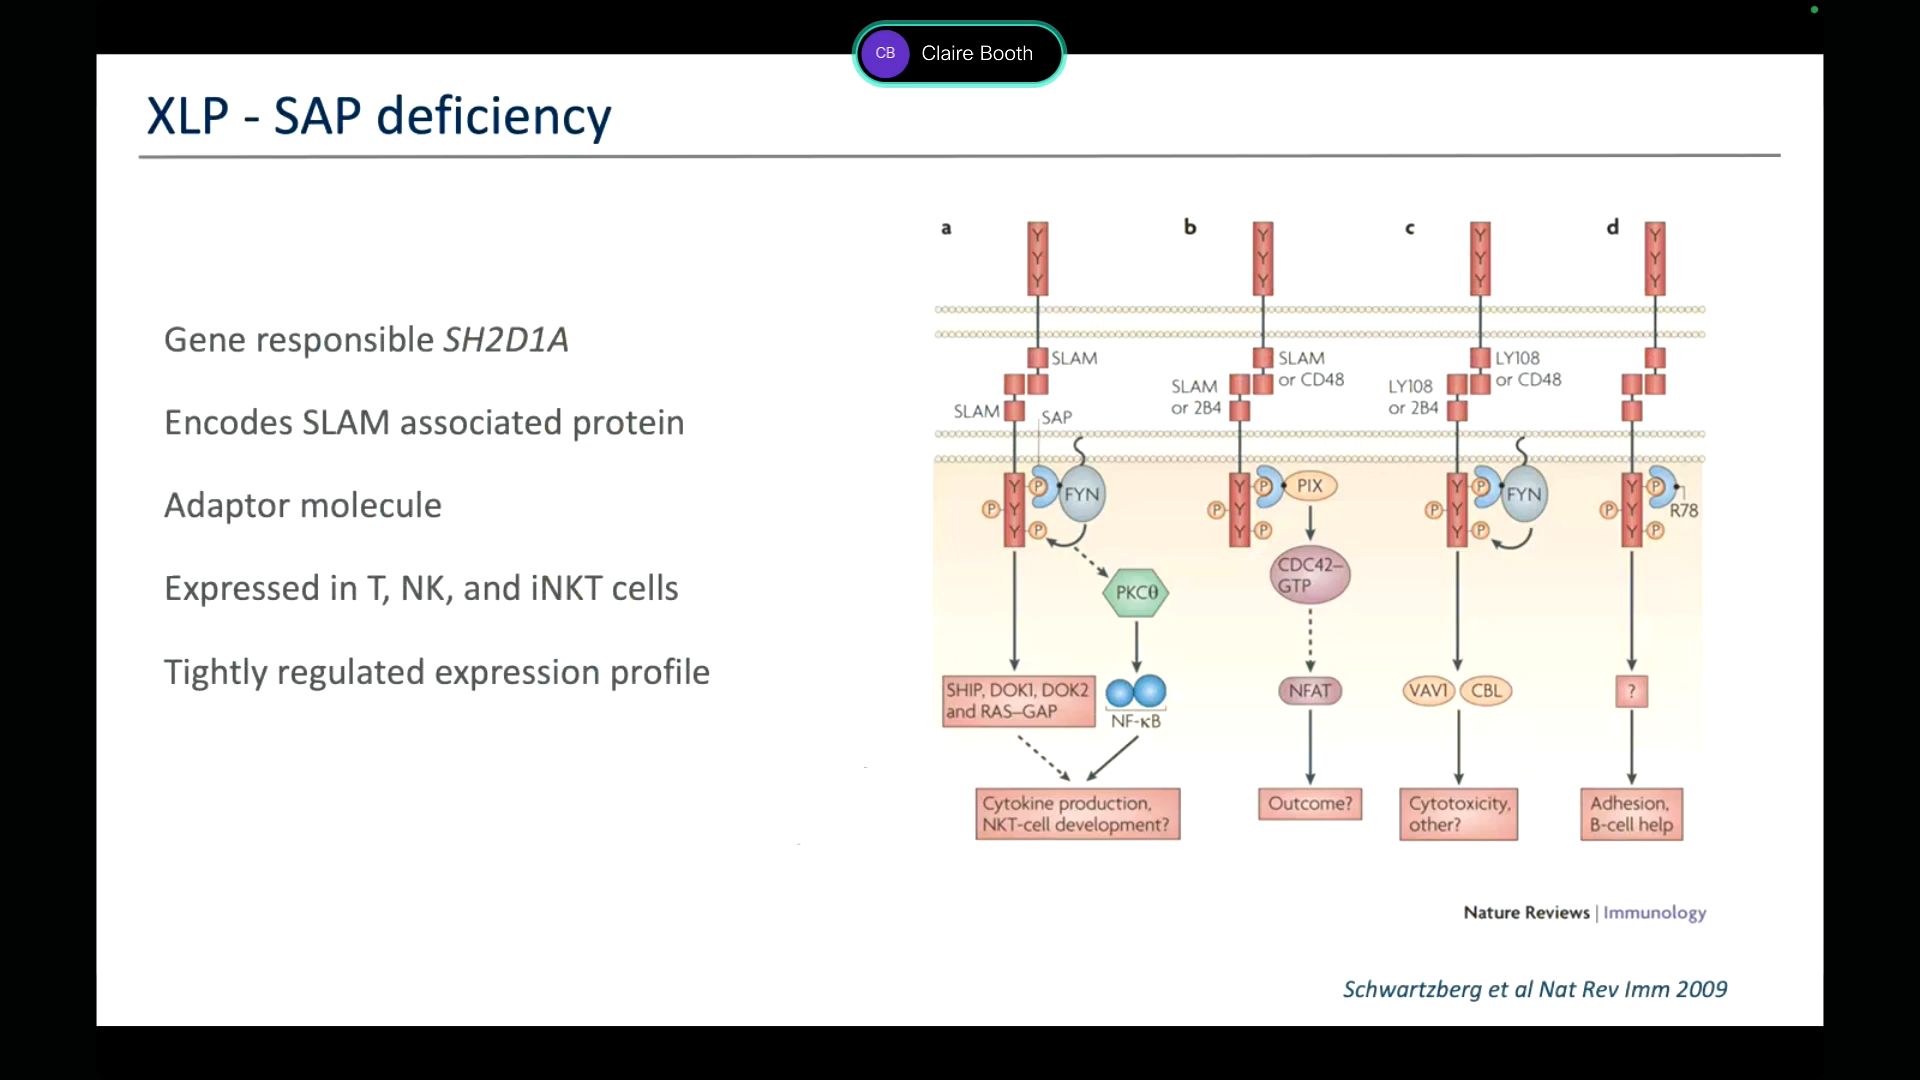 CB Claire Booth
XLP - SAP deficiency
Gene responsible SH2D1A
Encodes SLAM associated protein
Adaptor molecule
Expressed in T, NK, and iNKT cells
Tightly regulated expression profile
a
Y
Y
Y
SLAM
SLAM
SAP
Y
Y
Y
P
P
P
FYN
PKCθ
SHIP, DOK1, DOK2
and RAS–GAP
NF-κB
Cytokine production,
NKT-cell development?
b
Y
Y
Y
SLAM
or CD48
SLAM
or 2B4
Y
Y
Y
P
P
P
PIX
CDC42–
GTP
NFAT
Outcome?
c
Y
Y
Y
LY108
or CD48
LY108
or 2B4
Y
Y
Y
P
P
P
FYN
VAV1 CBL
Cytotoxicity,
other?
d
Y
Y
Y
Y
Y
Y
P
P
P
R78
?
Adhesion,
B-cell help
Nature Reviews | Immunology
Schwartzberg et al Nat Rev Imm 2009